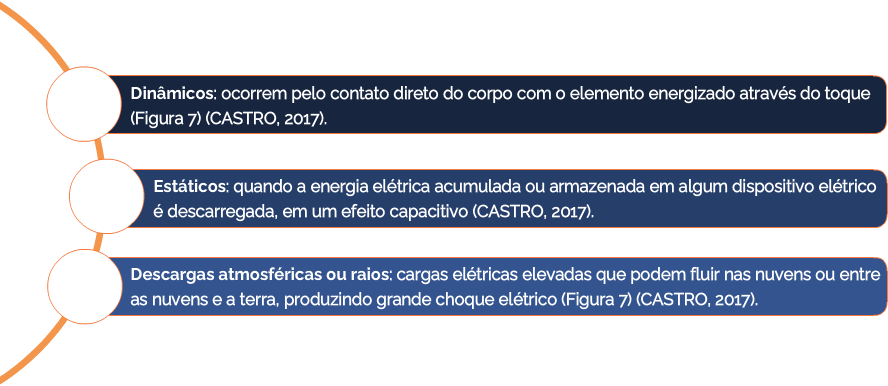 Dinâmicos: ocorrem pelo contato direto do corpo com o elemento energizado através do toque
(Figura 7) (CASTRO, 2017).
Estáticos: quando a energia elétrica acumulada ou armazenada em algum dispositivo elétrico
é descarregada, em um efeito capacitivo (CASTRO, 2017).
Descargas atmosféricas ou raios: cargas elétricas elevadas que podem fluir nas nuvens ou entre
as nuvens e a terra, produzindo grande choque elétrico (Figura 7) (CASTRO, 2017).